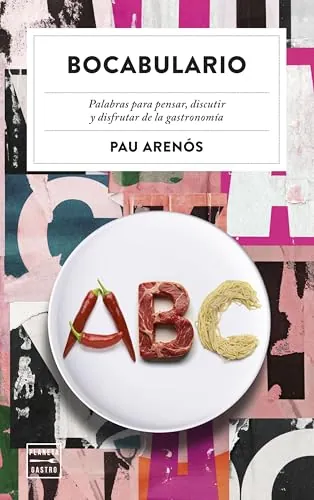 BOCABULARIO
Palabras para pensar, discutir
y disfrutar de la gastronomía
PAU ARENÓS
ABC
PLANETA
GASTRO